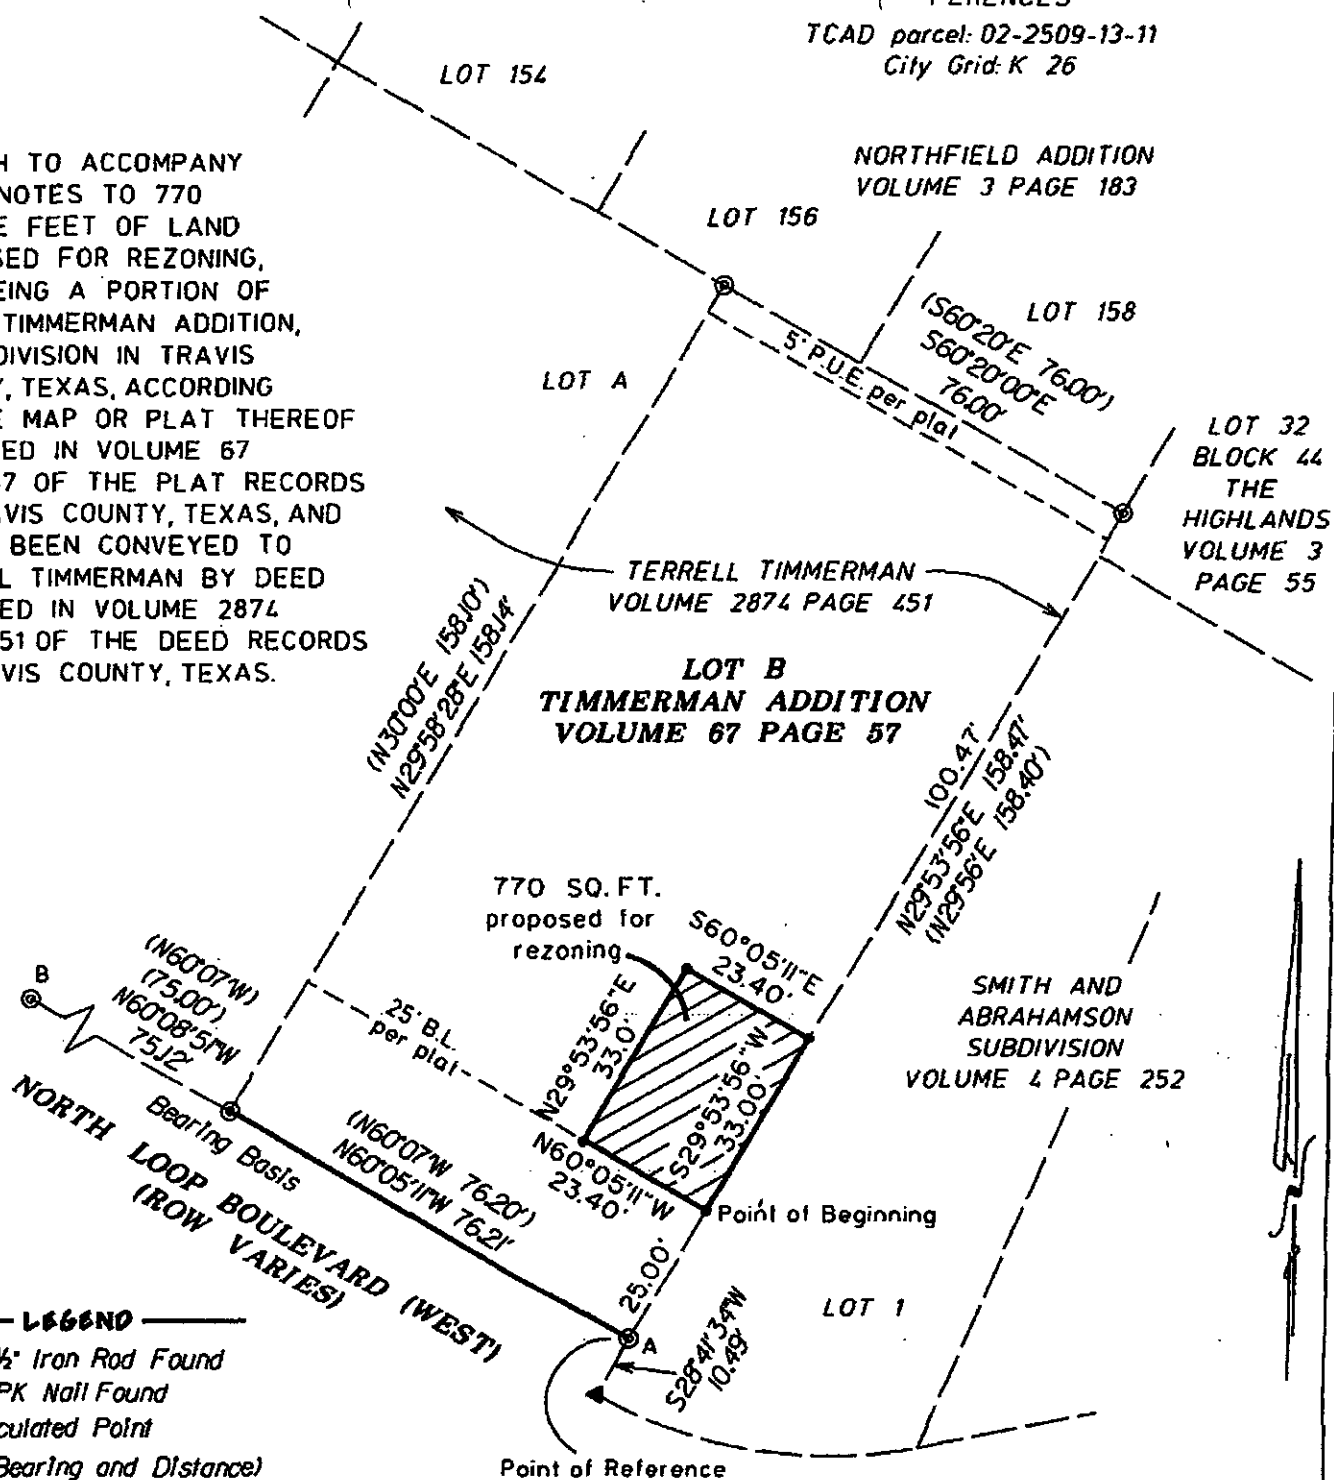 TCAD parcel: 02-2509-13-11
City Grid: K 26
LOT 154
NORTHFIELD ADDITION
VOLUME 3 PAGE 183
H TO ACCOMPANY
NOTES TO 770
E FEET OF LAND
SED FOR REZONING,
EING A PORTION OF
TIMMERMAN ADDITION,
DIVISION IN TRAVIS
Y, TEXAS, ACCORDING
E MAP OR PLAT THEREOF
ED IN VOLUME 67
7 OF THE PLAT RECORDS
VIS COUNTY, TEXAS, AND
BEEN CONVEYED TO
L TIMMERMAN BY DEED
ED IN VOLUME 2874
51 OF THE DEED RECORDS
VIS COUNTY, TEXAS.
LOT 156
LOT 158
(S60°20'E 76.00')
S60°20'00"E
76.00'
5' P.U.E. per plat
LOT A
LOT 32
BLOCK 44
THE
HIGHLANDS
VOLUME 3
PAGE 55
TERRELL TIMMERMAN
VOLUME 2874 PAGE 451
LOT B
TIMMERMAN ADDITION
VOLUME 67 PAGE 57
(N30°00'E 158.10')
N29°58'28"E 158.14'
100.47'
N29°53'56"E 158.47'
(N29°56'E 158.40')
770 SQ. FT.
proposed for
rezoning
S60°05'11"E
23.40'
N29°53'56"E
33.0'
S29°53'56"W
33.00'
N60°05'11"W
23.40'
25' B.L.
per plat
B
(N60°07'W)
(75.00')
N60°08'51"W
75.12'
SMITH AND
ABRAHAMSON
SUBDIVISION
VOLUME 4 PAGE 252
Bearing Basis
(N60°07'W 76.20')
N60°05'11"W 76.21'
NORTH LOOP BOULEVARD (WEST)
(ROW VARIES)
Point of Beginning
25.00'
A
S28°41'34"W
10.49'
LOT 1
Point of Reference
LEGEND
½" Iron Rod Found
PK Nail Found
culated Point
Bearing and Distance)